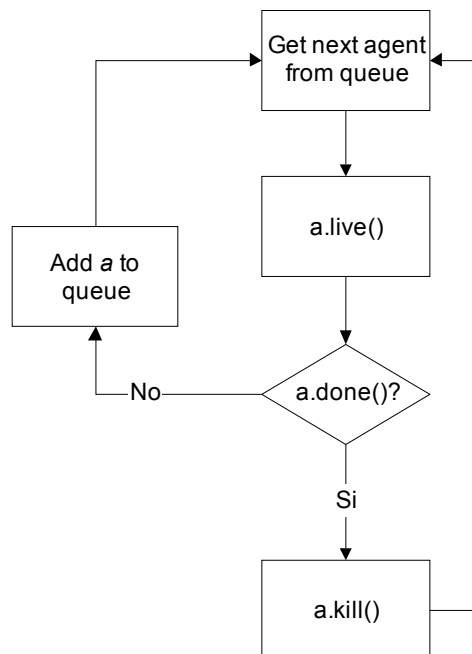 Get next agent
from queue
a.live()
Add a to
queue
a.done()?
No
Si
a.kill()